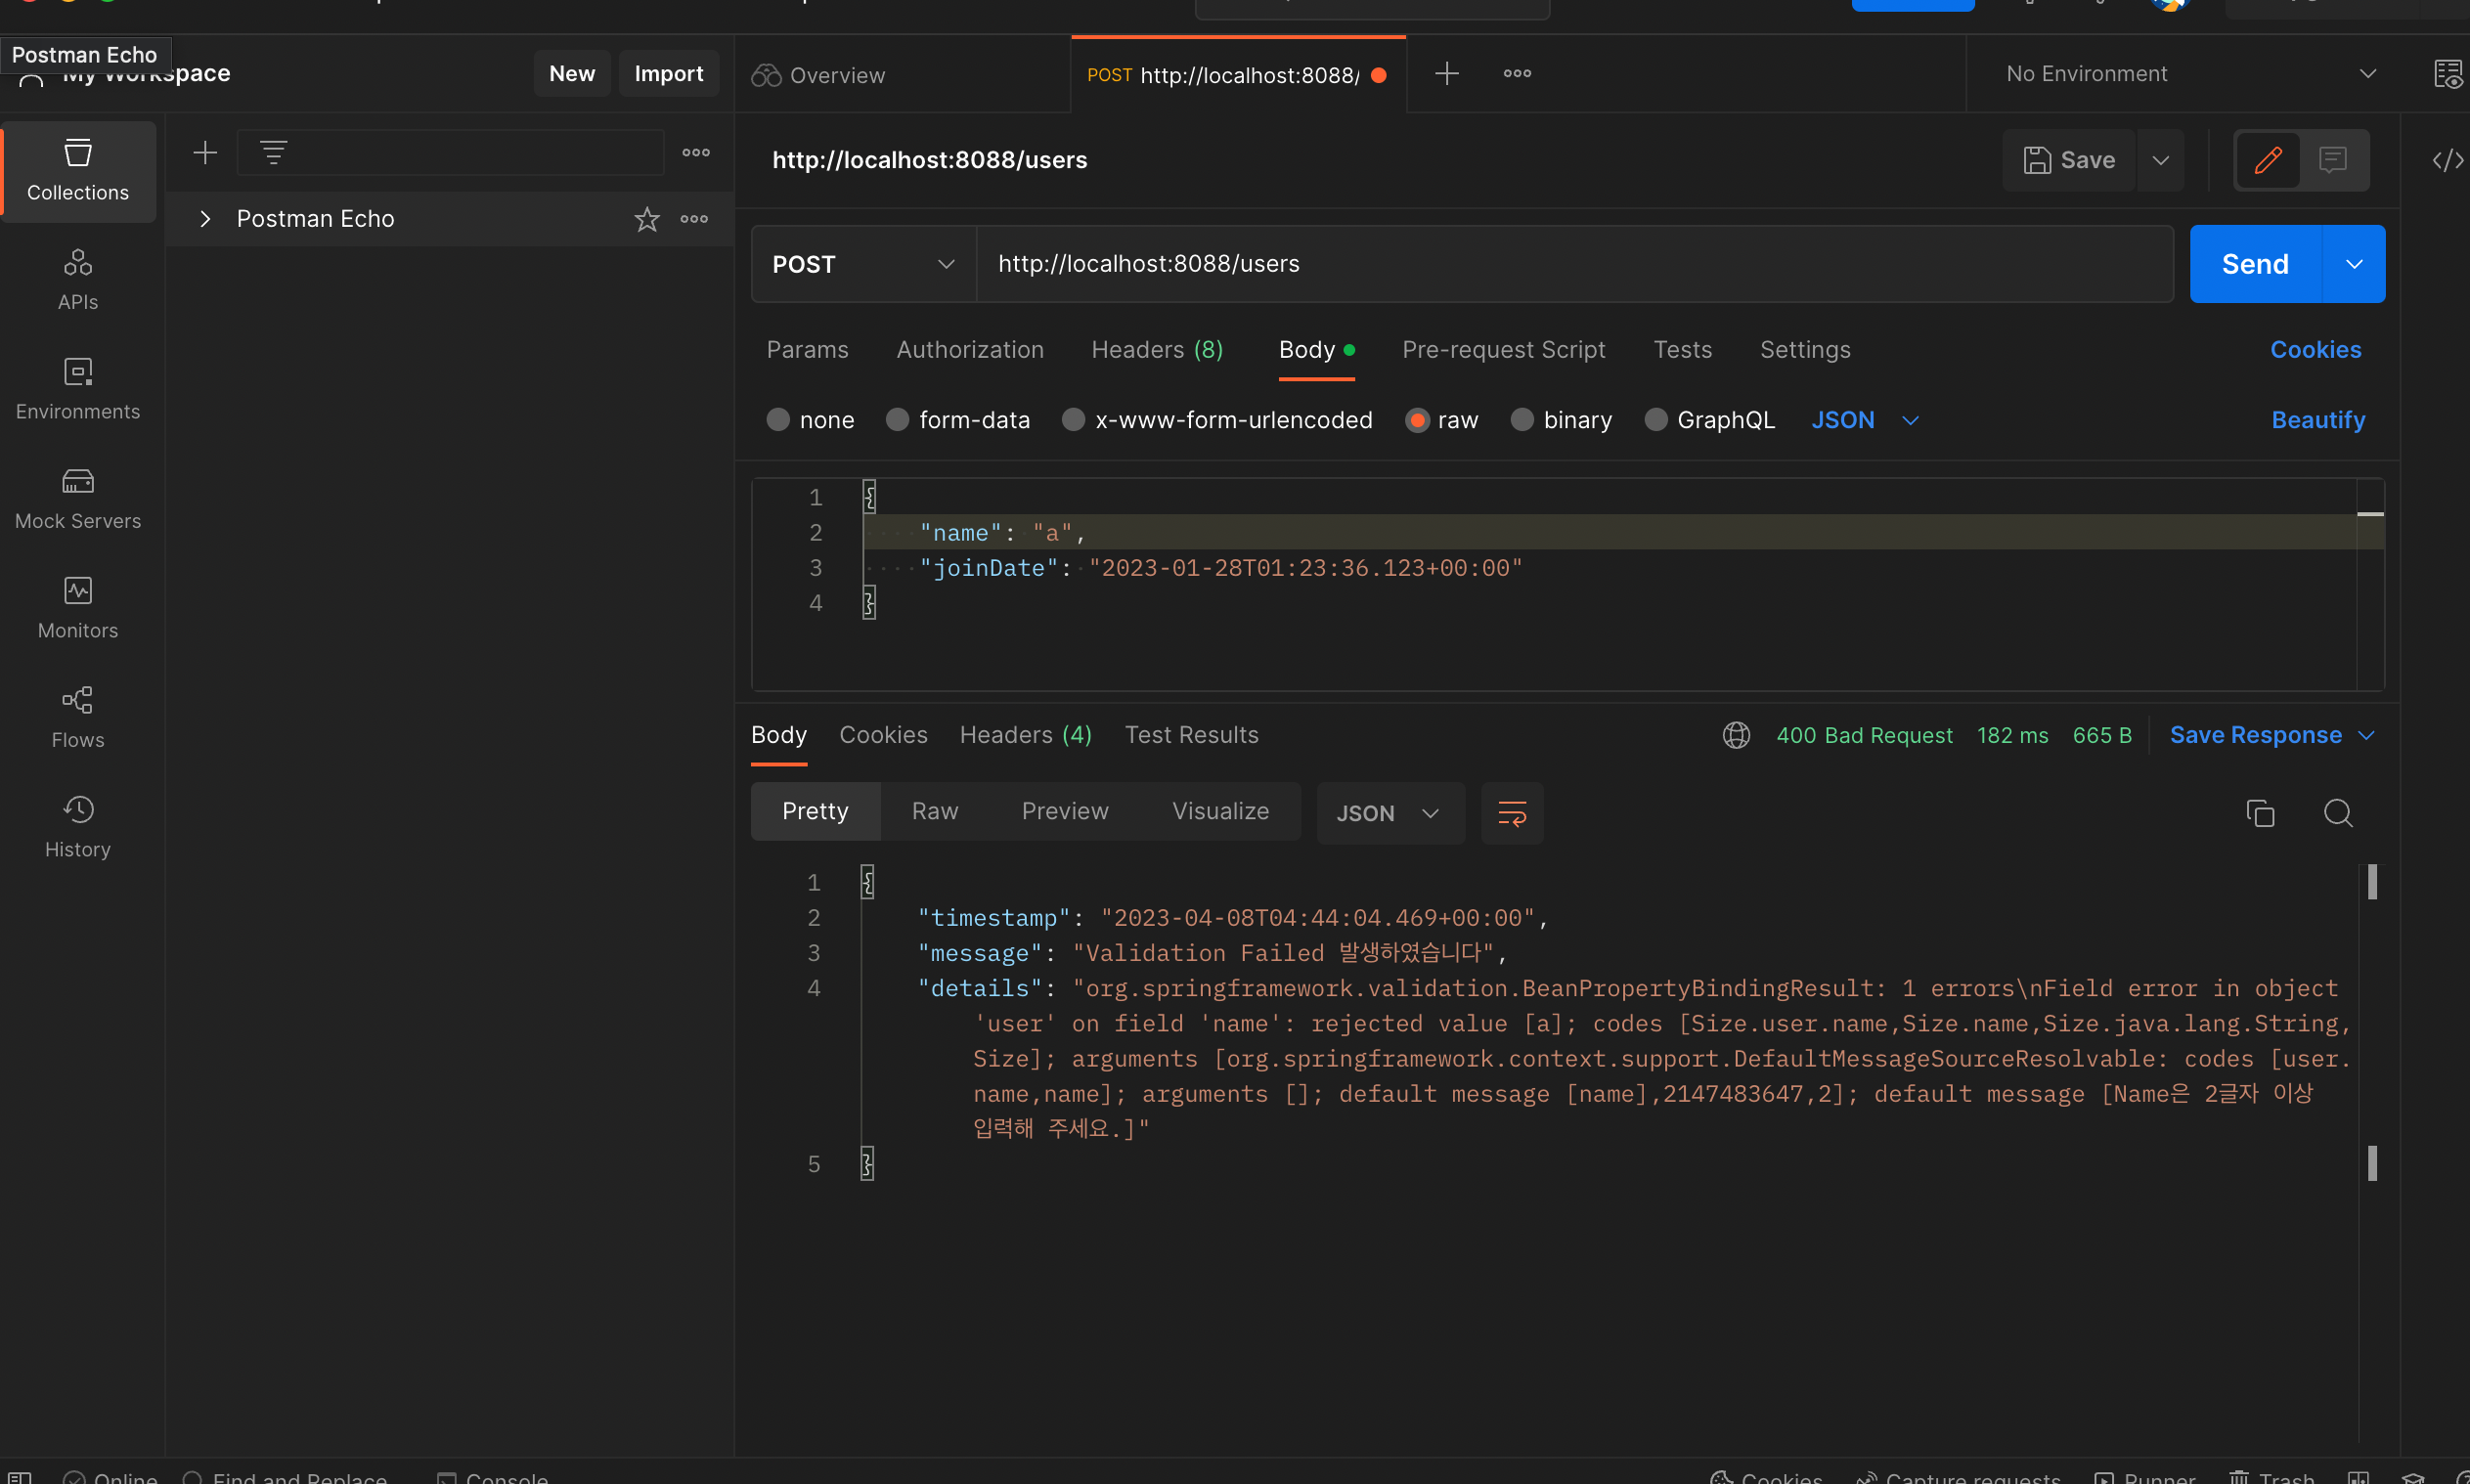 Postman Echo
My Workspace
New
Import
Overview
POST http://localhost:8088/
No Environment
Collections
Postman Echo
http://localhost:8088/users
Save
APIs
POST
http://localhost:8088/users
Send
Params
Authorization
Headers (8)
Body
Pre-request Script
Tests
Settings
Cookies
Environments
none
form-data
x-www-form-urlencoded
raw
binary
GraphQL
JSON
Beautify
Mock Servers
1 {
2 "name": "a",
3 "joinDate": "2023-01-28T01:23:36.123+00:00"
4 }
Monitors
Flows
Body
Cookies
Headers (4)
Test Results
400 Bad Request
182 ms
665 B
Save Response
Pretty
Raw
Preview
Visualize
JSON
History
1 {
2 "timestamp": "2023-04-08T04:44:04.469+00:00",
3 "message": "Validation Failed 발생하였습니다",
4 "details": "org.springframework.validation.BeanPropertyBindingResult: 1 errors\nField error in object
'user' on field 'name': rejected value [a]; codes [Size.user.name,Size.name,Size.java.lang.String,
Size]; arguments [org.springframework.context.support.DefaultMessageSourceResolvable: codes [user.
name,name]; arguments []; default message [name],2147483647,2]; default message [Name은 2글자 이상
입력해 주세요.]"
5 }
Online
Find and Replace
Console
Cookies
Capture requests
Runner
Trash